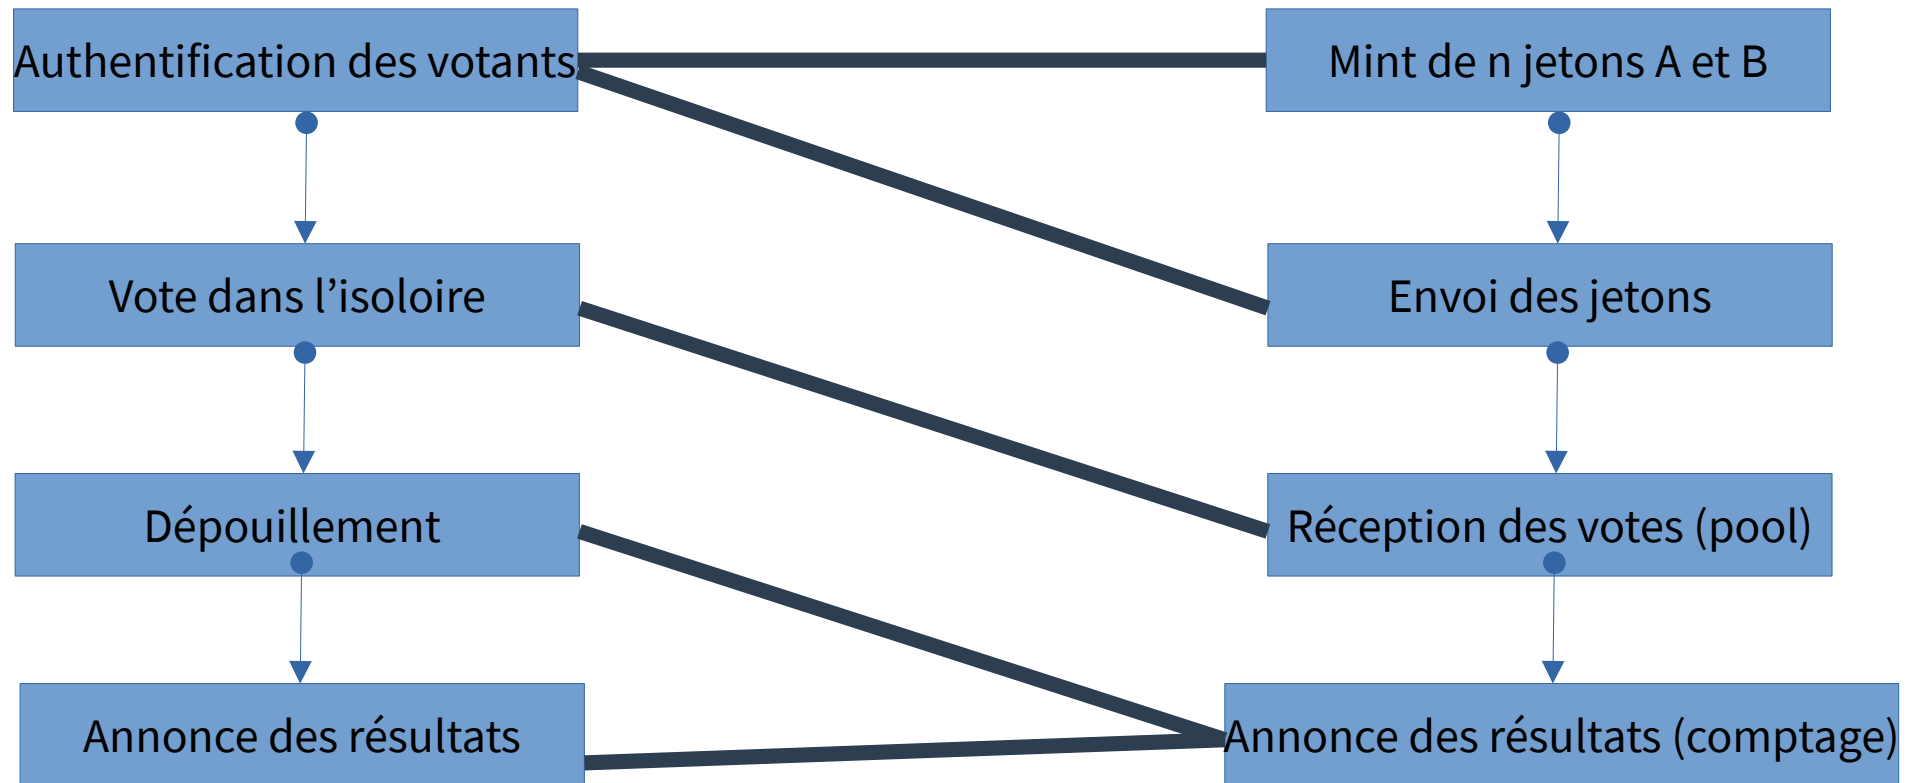 Authentification des votants
Mint de n jetons A et B
Vote dans l’isoloire
Envoi des jetons
Dépouillement
Réception des votes (pool)
Annonce des résultats
Annonce des résultats (comptage)